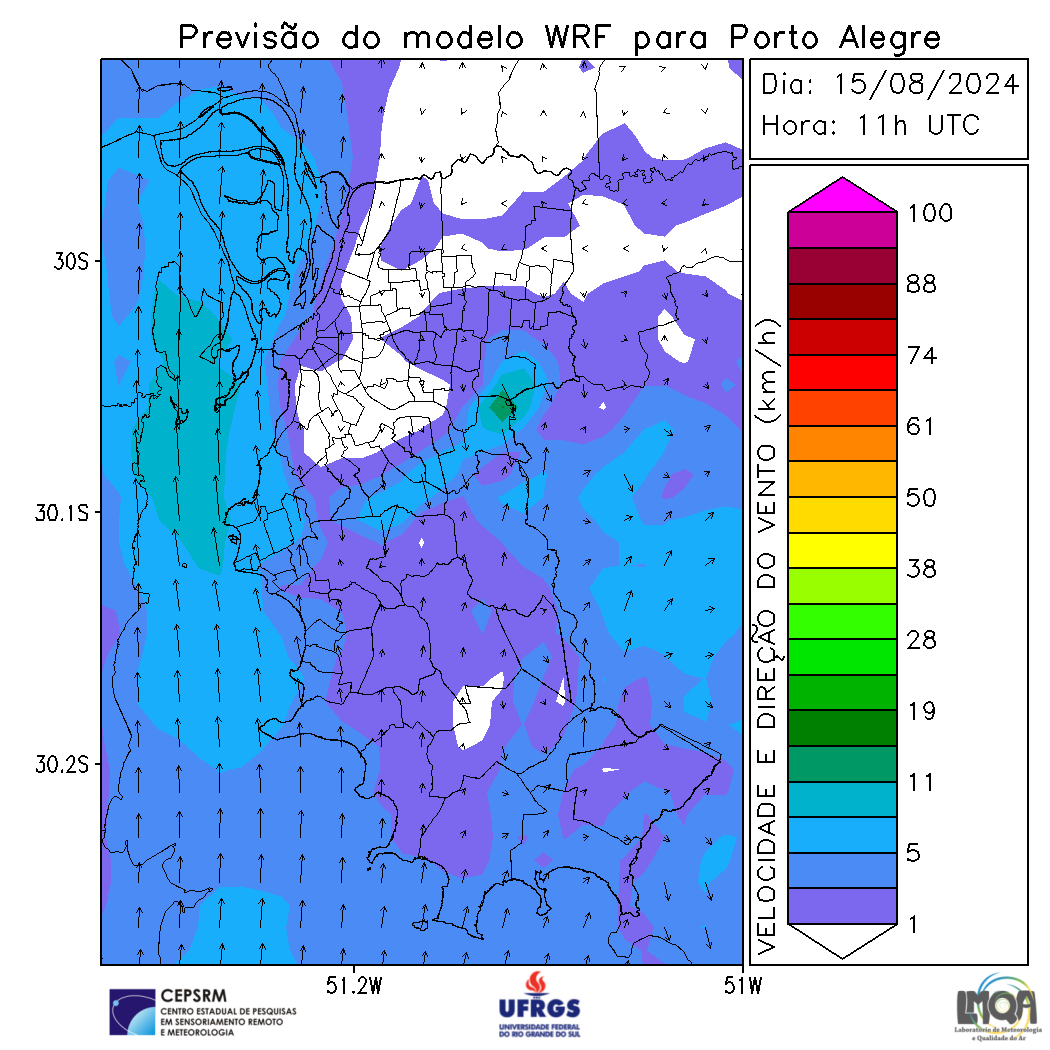 Previsão do modelo WRF para Porto Alegre
Dia: 15/08/2024
Hora: 11h UTC
30S
30.1S
30.2S
51.2W
51W
VELOCIDADE E DIREÇÃO DO VENTO (km/h)
100
88
74
61
50
38
28
19
11
5
1
CEPSRM
CENTRO ESTADUAL DE PESQUISAS
EM SENSORIAMENTO REMOTO
E METEOROLOGIA
UFRGS
UNIVERSIDADE FEDERAL
DO RIO GRANDE DO SUL
LMQA
Laboratório de Meteorologia
e Qualidade do Ar